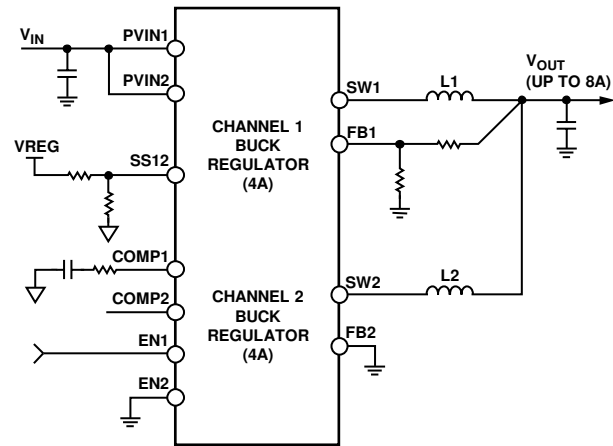 VIN
PVIN1
PVIN2
VREG
SS12
COMP1
COMP2
EN1
EN2
CHANNEL 1
BUCK
REGULATOR
(4A)
CHANNEL 2
BUCK
REGULATOR
(4A)
SW1
L1
VOUT
(UP TO 8A)
FB1
SW2
L2
FB2